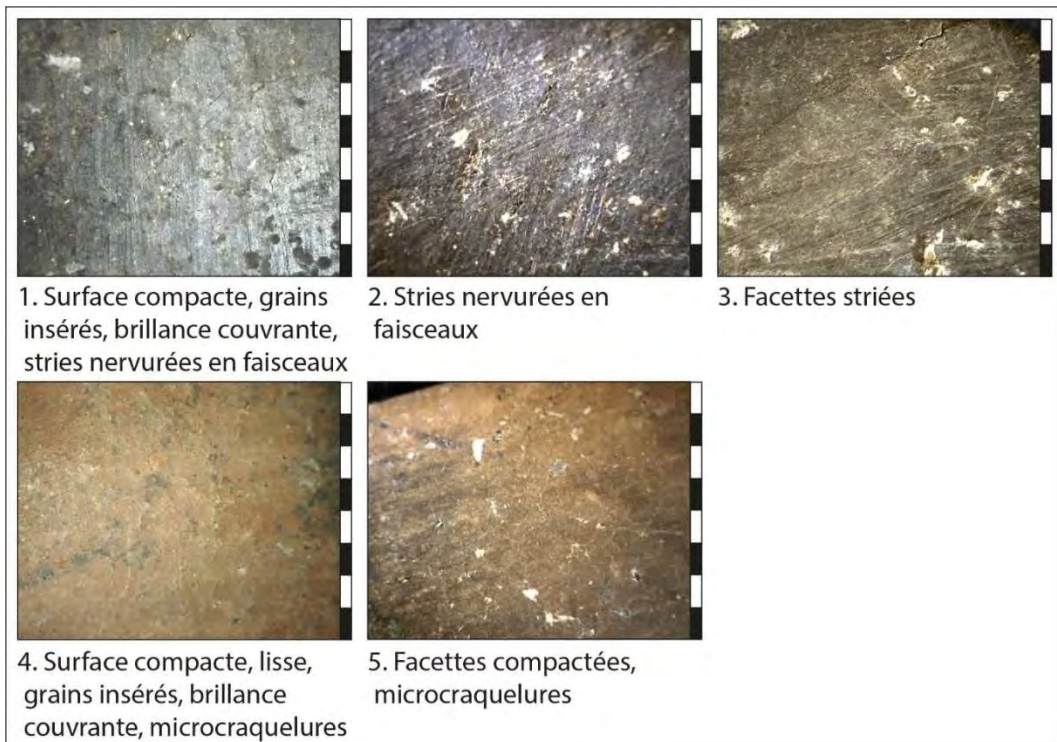 1. Surface compacte, grains
insérés, brillance couvrante,
stries nervurées en faisceaux
2. Stries nervurées en
faisceaux
3. Facettes striées
4. Surface compacte, lisse,
grains insérés, brillance
couvrante, microcraquelures
5. Facettes compactées,
microcraquelures